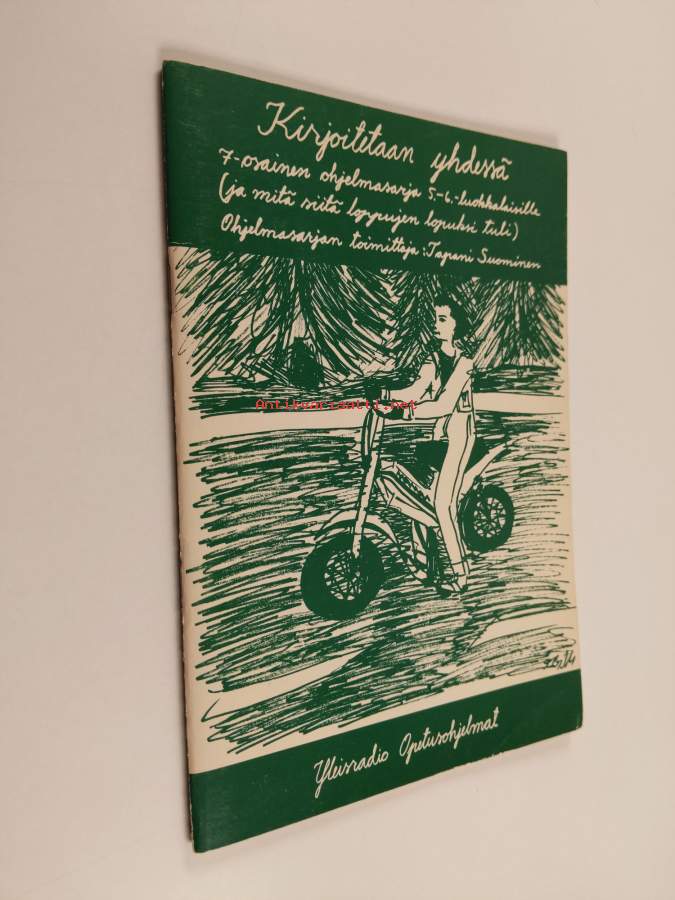 Kirjoitetaan yhdessä
7-osainen ohjelmasarja 5.-6.-luokkalaisille
(ja mitä siitä loppujen lopuksi tuli)
Ohjelmasarjan toimittaja: Tapani Suominen
Antikvariaatti.net
Yleisradio Opetusohjelmat